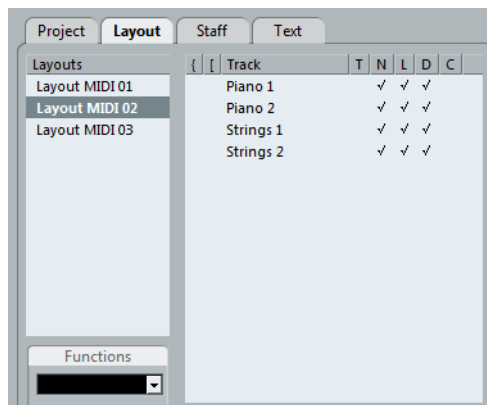 Project Layout Staff Text
Layouts
Layout MIDI 01
Layout MIDI 02
Layout MIDI 03
Functions
{ [ Track T N L D C
Piano 1 √ √ √
Piano 2 √ √ √
Strings 1 √ √ √
Strings 2 √ √ √